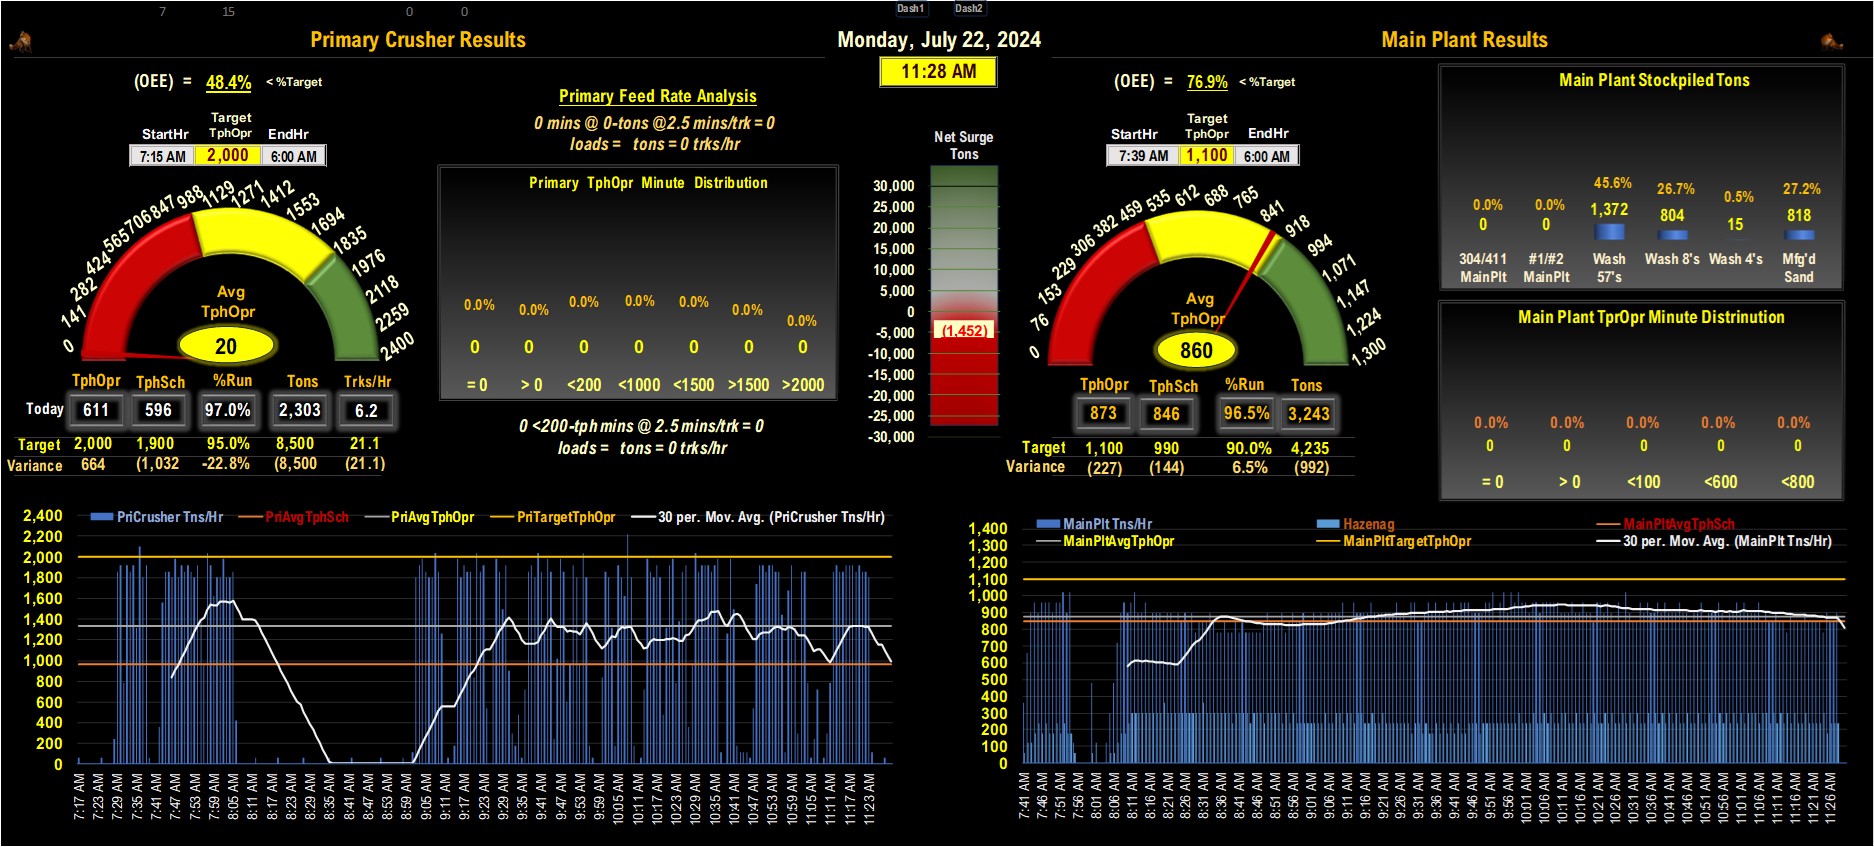 7 15 0 0 Dash1 Dash2
Primary Crusher Results
Monday, July 22, 2024
Main Plant Results
11:28 AM
(OEE) = 48.4% < %Target
Target
StartHr TphOpr EndHr
7:15 AM 2,000 6:00 AM
0 141 282 424 565 706 847 988 1129 1271 1412 1553 1694 1835 1976 2118 2259 2400
Avg
TphOpr
20
TphOpr TphSch %Run Tons Trks/Hr
Today 611 596 97.0% 2,303 6.2
Target 2,000 1,900 95.0% 8,500 21.1
Variance 664 (1,032 -22.8% (8,500 (21.1)
Primary Feed Rate Analysis
0 mins @ 0-tons @2.5 mins/trk = 0
loads = tons = 0 trks/hr
Primary TphOpr Minute Distribution
0.0% 0.0% 0.0% 0.0% 0.0% 0.0% 0.0%
0 0 0 0 0 0 0
= 0 > 0 <200 <1000 <1500 >1500 >2000
0 <200-tph mins @ 2.5 mins/trk = 0
loads = tons = 0 trks/hr
Net Surge
Tons
30,000
25,000
20,000
15,000
10,000
5,000
0
-5,000
-10,000
-15,000
-20,000
-25,000
-30,000
(1,452)
(OEE) = 76.9% < %Target
Target
StartHr TphOpr EndHr
7:39 AM 1,100 6:00 AM
0 76 153 229 306 382 459 535 612 688 765 841 918 994 1,071 1,147 1,224 1,300
Avg
TphOpr
860
TphOpr TphSch %Run Tons
873 846 96.5% 3,243
Target 1,100 990 90.0% 4,235
Variance (227) (144) 6.5% (992)
Main Plant Stockpiled Tons
0.0% 0.0% 45.6% 26.7% 0.5% 27.2%
0 0 1,372 804 15 818
304/411 #1/#2 Wash Wash 8's Wash 4's Mfg'd
MainPlt MainPlt 57's Sand
Main Plant TprOpr Minute Distrinution
0.0% 0.0% 0.0% 0.0% 0.0%
0 0 0 0 0
= 0 > 0 <100 <600 <800
PriCrusher Tns/Hr PriAvgTphSch PriAvgTphOpr PriTargetTphOpr 30 per. Mov. Avg. (PriCrusher Tns/Hr)
2,400
2,200
2,000
1,800
1,600
1,400
1,200
1,000
800
600
400
200
0
7:17 AM 7:23 AM 7:29 AM 7:35 AM 7:41 AM 7:47 AM 7:53 AM 7:59 AM 8:05 AM 8:11 AM 8:17 AM 8:23 AM 8:29 AM 8:35 AM 8:41 AM 8:47 AM 8:53 AM 8:59 AM 9:05 AM 9:11 AM 9:17 AM 9:23 AM 9:29 AM 9:35 AM 9:41 AM 9:47 AM 9:53 AM 9:59 AM 10:05 AM 10:11 AM 10:17 AM 10:23 AM 10:29 AM 10:35 AM 10:41 AM 10:47 AM 10:53 AM 10:59 AM 11:05 AM 11:11 AM 11:17 AM 11:23 AM
MainPlt Tns/Hr Hazenag MainPltAvgTphSch
MainPltAvgTphOpr MainPltTargetTphOpr 30 per. Mov. Avg. (MainPlt Tns/Hr)
1,400
1,300
1,200
1,100
1,000
900
800
700
600
500
400
300
200
100
0
7:41 AM 7:46 AM 7:51 AM 7:56 AM 8:01 AM 8:06 AM 8:11 AM 8:16 AM 8:21 AM 8:26 AM 8:31 AM 8:36 AM 8:41 AM 8:46 AM 8:51 AM 8:56 AM 9:01 AM 9:06 AM 9:11 AM 9:16 AM 9:21 AM 9:26 AM 9:31 AM 9:36 AM 9:41 AM 9:46 AM 9:51 AM 9:56 AM 10:01 AM 10:06 AM 10:11 AM 10:16 AM 10:21 AM 10:26 AM 10:31 AM 10:36 AM 10:41 AM 10:46 AM 10:51 AM 10:56 AM 11:01 AM 11:06 AM 11:11 AM 11:16 AM 11:21 AM 11:26 AM